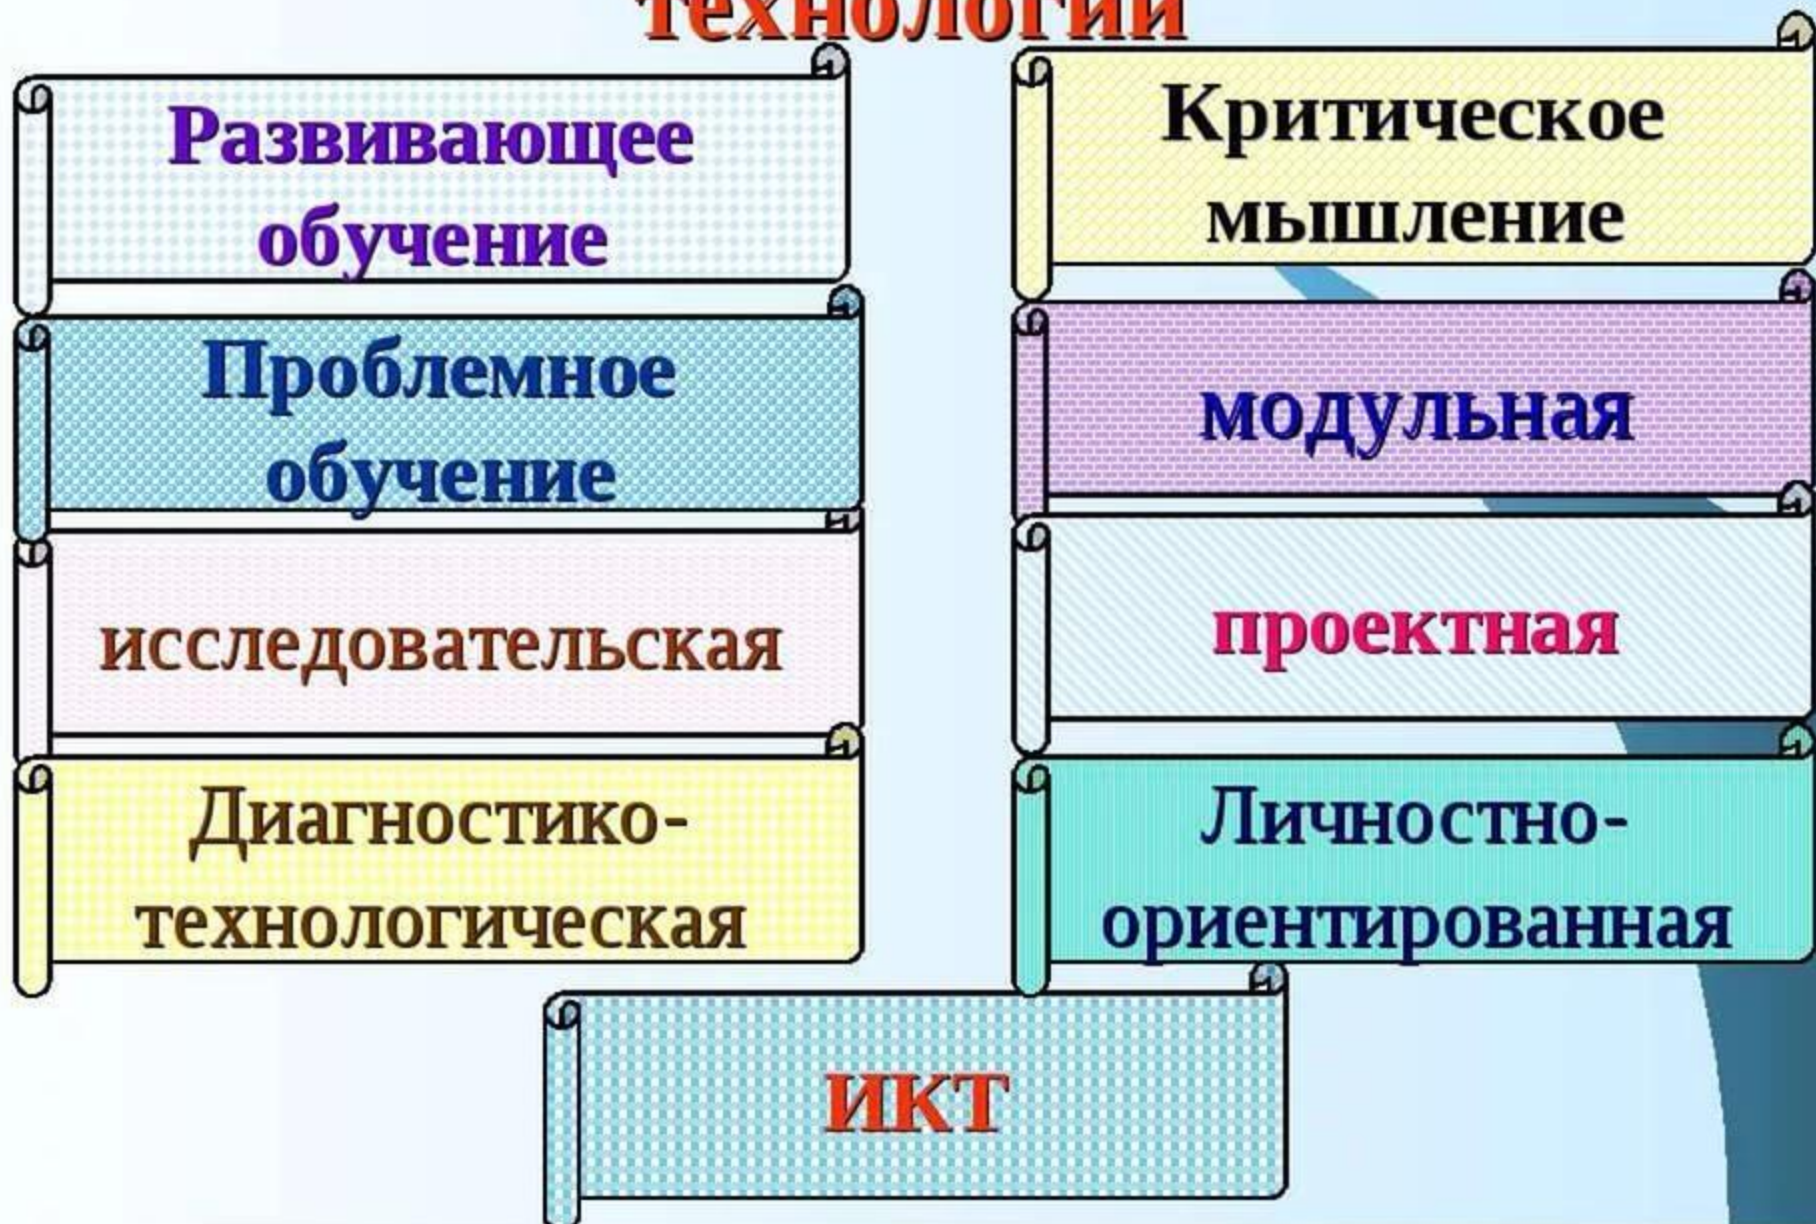 технологии
Развивающее
обучение
Критическое
мышление
Проблемное
обучение
модульная
исследовательская
проектная
Диагностико-
технологическая
Личностно-
ориентированная
ИКТ